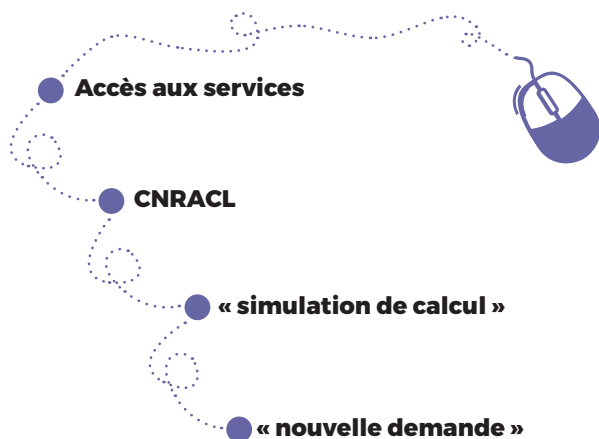 Accès aux services
CNRACL
« simulation de calcul »
« nouvelle demande »